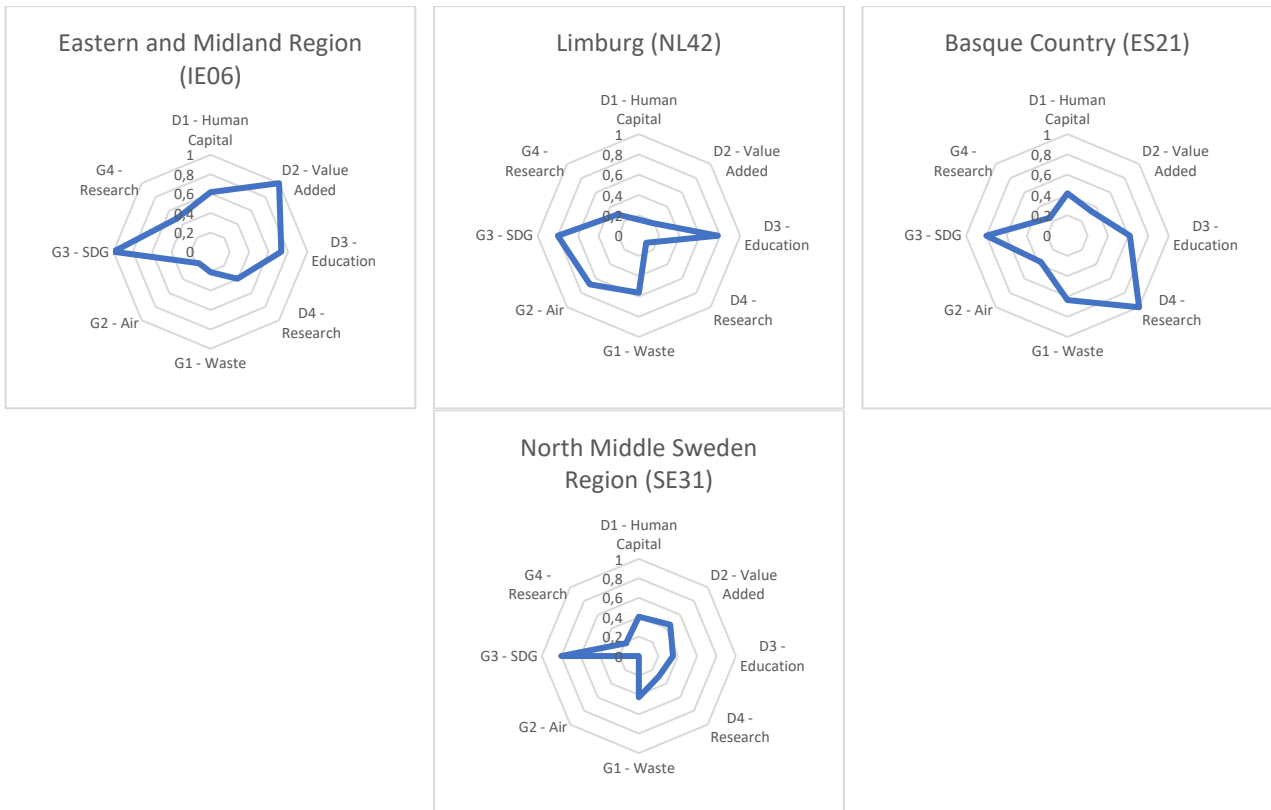 Eastern and Midland Region
(IE06)
D1 - Human
Capital
D2 - Value
Added
D3 -
Education
D4 -
Research
G1 - Waste
G2 - Air
G3 - SDG
G4 -
Research
1
0,8
0,6
0,4
0,2
0
Limburg (NL42)
D1 - Human
Capital
D2 - Value
Added
D3 -
Education
D4 -
Research
G1 - Waste
G2 - Air
G3 - SDG
G4 -
Research
1
0,8
0,6
0,4
0,2
0
Basque Country (ES21)
D1 - Human
Capital
D2 - Value
Added
D3 -
Education
D4 -
Research
G1 - Waste
G2 - Air
G3 - SDG
G4 -
Research
1
0,8
0,6
0,4
0,2
0
North Middle Sweden
Region (SE31)
D1 - Human
Capital
D2 - Value
Added
D3 -
Education
D4 -
Research
G1 - Waste
G2 - Air
G3 - SDG
G4 -
Research
1
0,8
0,6
0,4
0,2
0